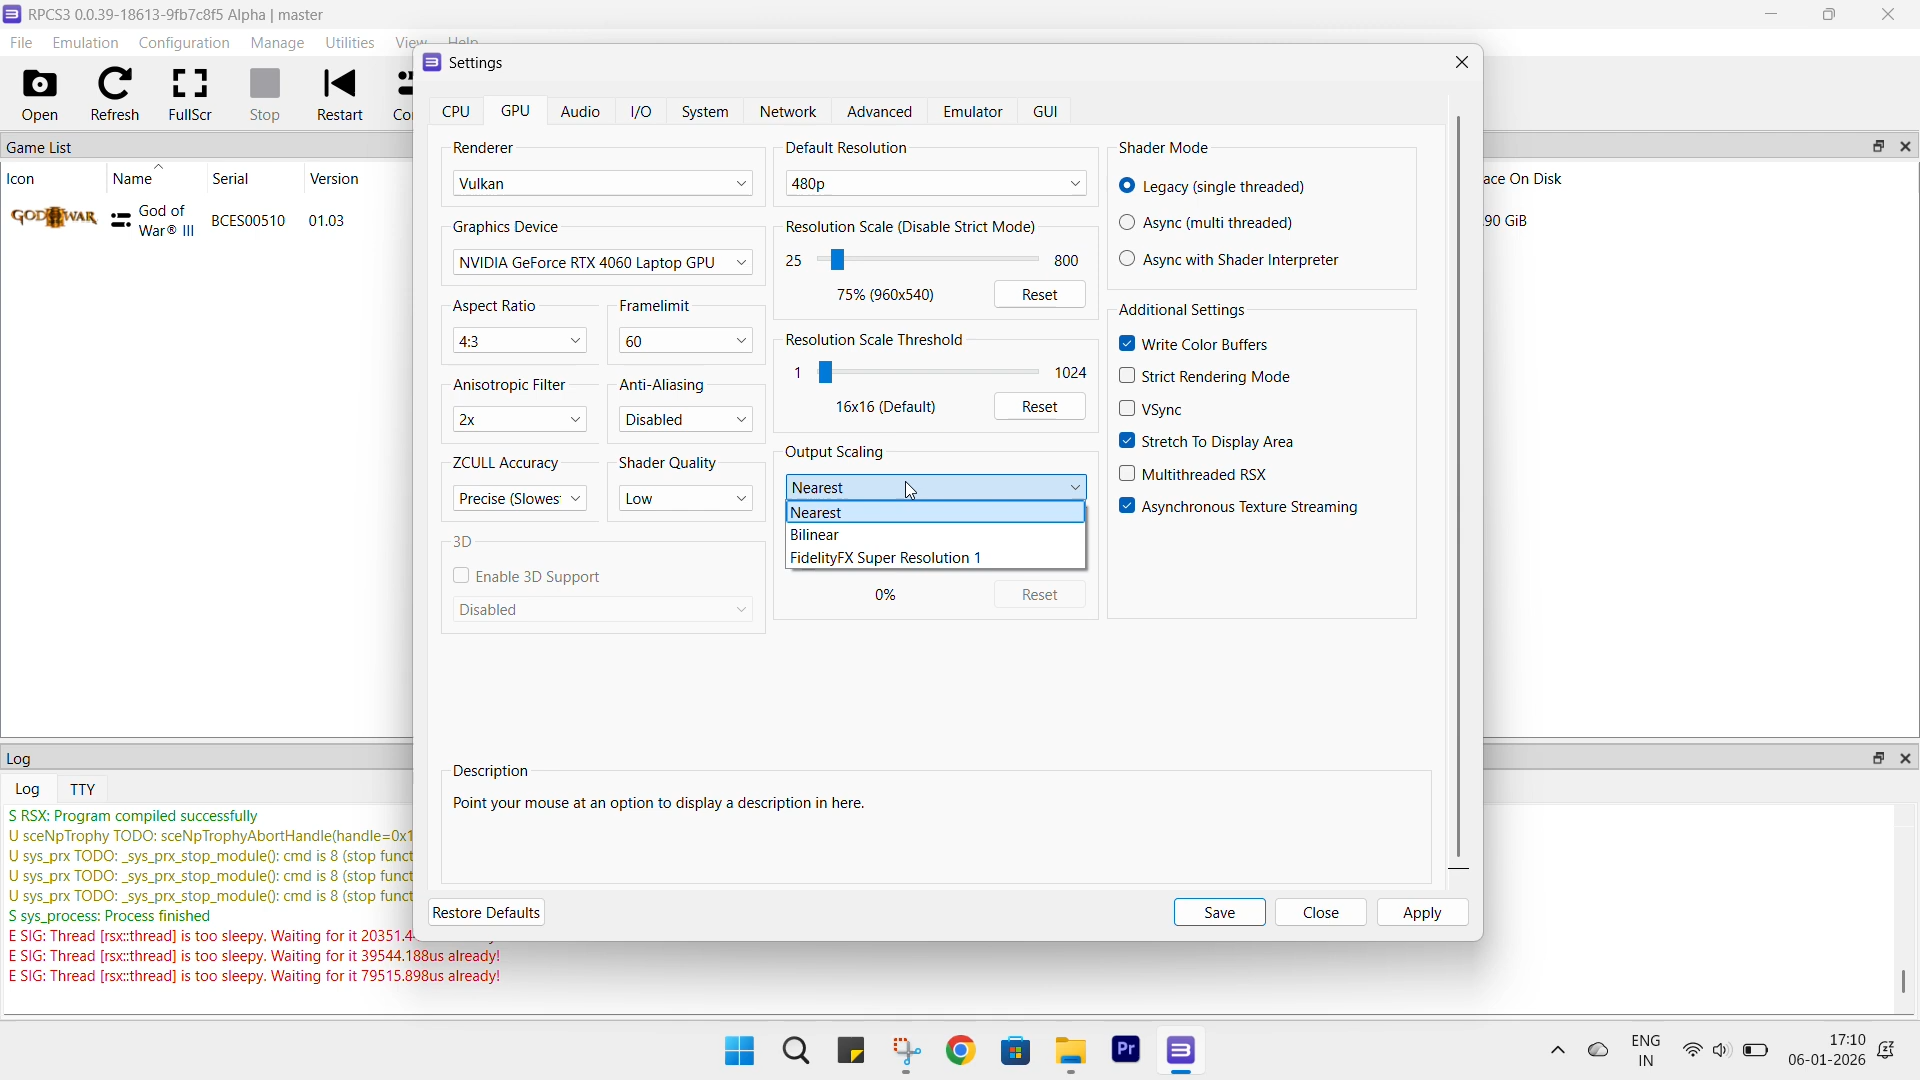 RPCS3 0.0.39-18613-9fb7c8f5 Alpha | master
File Emulation Configuration Manage Utilities View Help
Open Refresh FullScr Stop Restart
Game List
Icon Name Serial Version
GOD OF WAR God of War® III BCES00510 01.03
ace On Disk
90 GiB
Settings
CPU GPU Audio I/O System Network Advanced Emulator GUI
Renderer
Vulkan
Graphics Device
NVIDIA GeForce RTX 4060 Laptop GPU
Aspect Ratio Framelimit
4:3 60
Anisotropic Filter Anti-Aliasing
2x Disabled
ZCULL Accuracy Shader Quality
Precise (Slowes Low
3D
Enable 3D Support
Disabled
Default Resolution
480p
Resolution Scale (Disable Strict Mode)
25 800
75% (960x540) Reset
Resolution Scale Threshold
1 1024
16x16 (Default) Reset
Output Scaling
Nearest
Nearest
Bilinear
FidelityFX Super Resolution 1
0% Reset
Shader Mode
Legacy (single threaded)
Async (multi threaded)
Async with Shader Interpreter
Additional Settings
Write Color Buffers
Strict Rendering Mode
VSync
Stretch To Display Area
Multithreaded RSX
Asynchronous Texture Streaming
Description
Point your mouse at an option to display a description in here.
Restore Defaults Save Close Apply
Log
Log TTY
S RSX: Program compiled successfully
U sceNpTrophy TODO: sceNpTrophyAbortHandle(handle=0x1
U sys_prx TODO: _sys_prx_stop_module(): cmd is 8 (stop funct
U sys_prx TODO: _sys_prx_stop_module(): cmd is 8 (stop funct
U sys_prx TODO: _sys_prx_stop_module(): cmd is 8 (stop funct
S sys_process: Process finished
E SIG: Thread [rsx::thread] is too sleepy. Waiting for it 20351.4
E SIG: Thread [rsx::thread] is too sleepy. Waiting for it 39544.188us already!
E SIG: Thread [rsx::thread] is too sleepy. Waiting for it 79515.898us already!
Pr
ENG
IN
17:10
06-01-2026